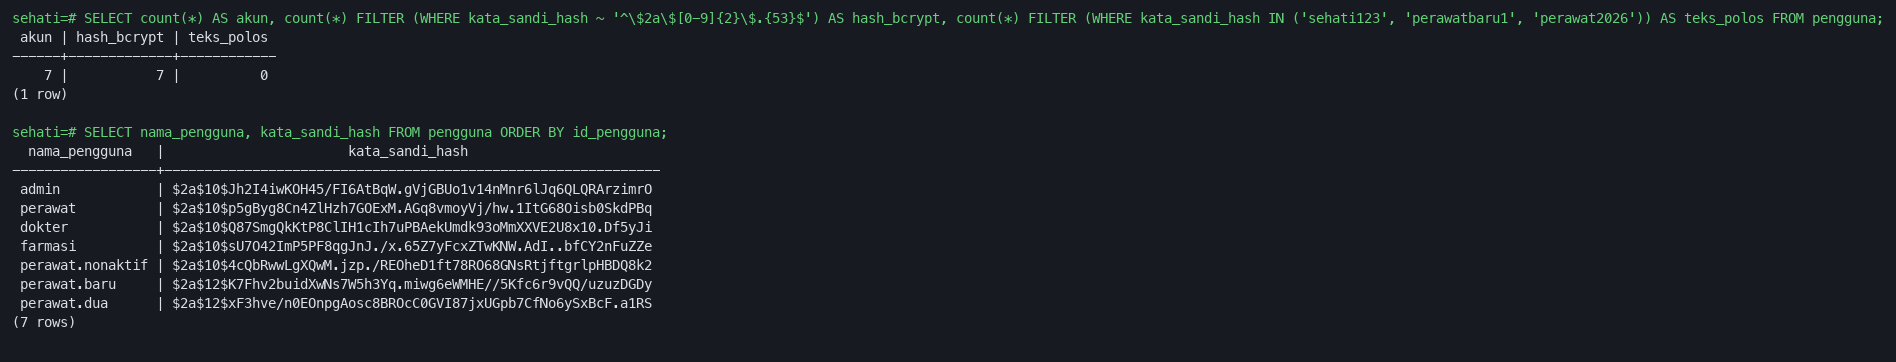 sehati=# SELECT count(*) AS akun, count(*) FILTER (WHERE kata_sandi_hash ~ '^\$2a\$[0-9]{2}\$.{53}$') AS hash_bcrypt, count(*) FILTER (WHERE kata_sandi_hash IN ('sehati123', 'perawatbaru1', 'perawat2026')) AS teks_polos FROM pengguna;
 akun | hash_bcrypt | teks_polos
------+-------------+------------
    7 |           7 |          0
(1 row)

sehati=# SELECT nama_pengguna, kata_sandi_hash FROM pengguna ORDER BY id_pengguna;
  nama_pengguna   |                       kata_sandi_hash
------------------+--------------------------------------------------------------
 admin            | $2a$10$Jh2I4iwKOH45/FI6AtBqW.gVjGBUo1v14nMnr6lJq6QLQRArzimrO
 perawat          | $2a$10$p5gByg8Cn4ZlHzh7GOExM.AGq8vmoyVj/hw.1ItG68Oisb0SkdPBq
 dokter           | $2a$10$Q87SmgQkKtP8ClIH1cIh7uPBAekUmdk93oMmXXVE2U8x10.Df5yJi
 farmasi          | $2a$10$sU7O42ImP5PF8qgJnJ./x.65Z7yFcxZTwKNW.AdI..bfCY2nFuZZe
 perawat.nonaktif | $2a$10$4cQbRwwLgXQwM.jzp./REOheD1ft78RO68GNsRtjftgrlpHBDQ8k2
 perawat.baru     | $2a$12$K7Fhv2buidXwNs7W5h3Yq.miwg6eWMHE//5Kfc6r9vQQ/uzuzDGDy
 perawat.dua      | $2a$12$xF3hve/n0EOnpgAosc8BROcC0GVI87jxUGpb7CfNo6ySxBcF.a1RS
(7 rows)